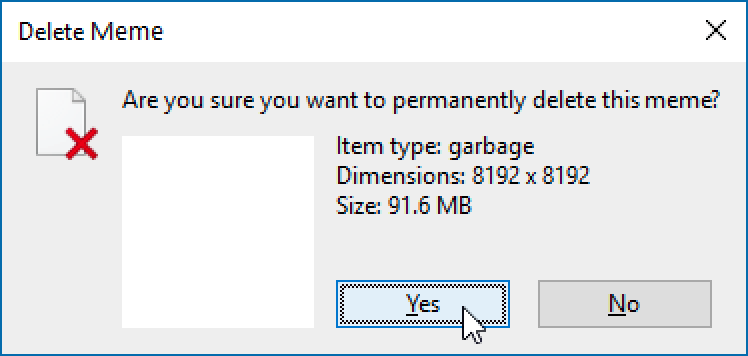 Delete Meme
Are you sure you want to permanently delete this meme?
Item type: garbage
Dimensions: 8192 x 8192
Size: 91.6 MB
Yes
No